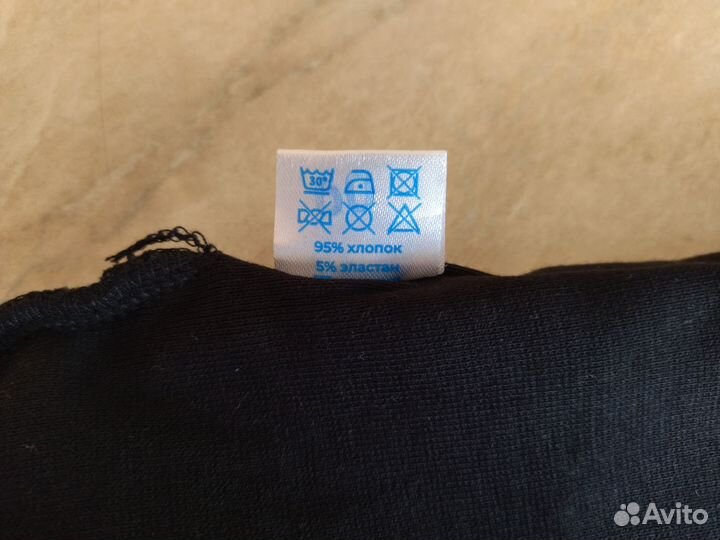 30°
95% хлопок
5% эластан
Avito